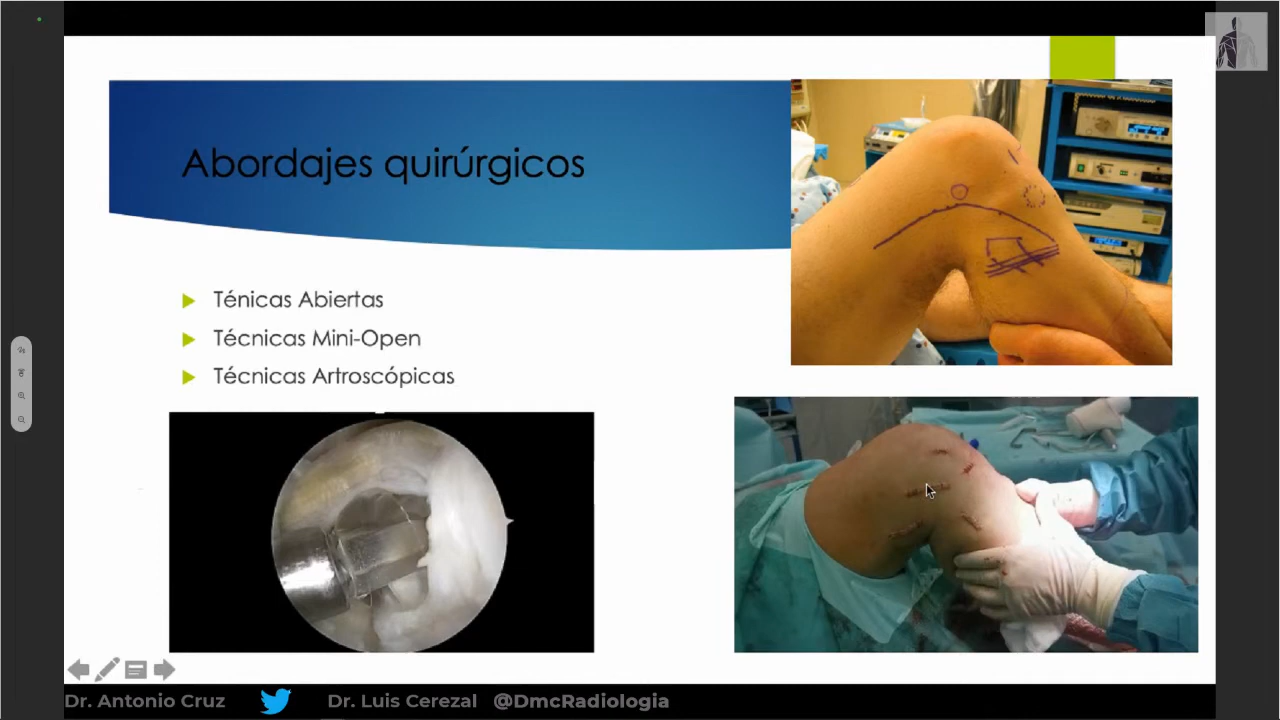 Abordajes quirúrgicos
Ténicas Abiertas
Técnicas Mini-Open
Técnicas Artroscópicas
Dr. Antonio Cruz Dr. Luis Cerezal @DmcRadiologia